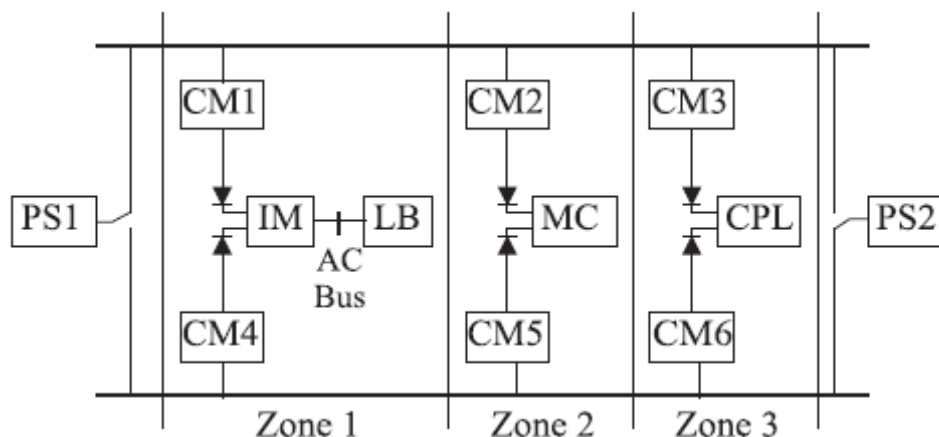 CM1
CM2
CM3
PS1
IM
LB
MC
CPL
PS2
AC
Bus
CM4
CM5
CM6
Zone 1
Zone 2
Zone 3